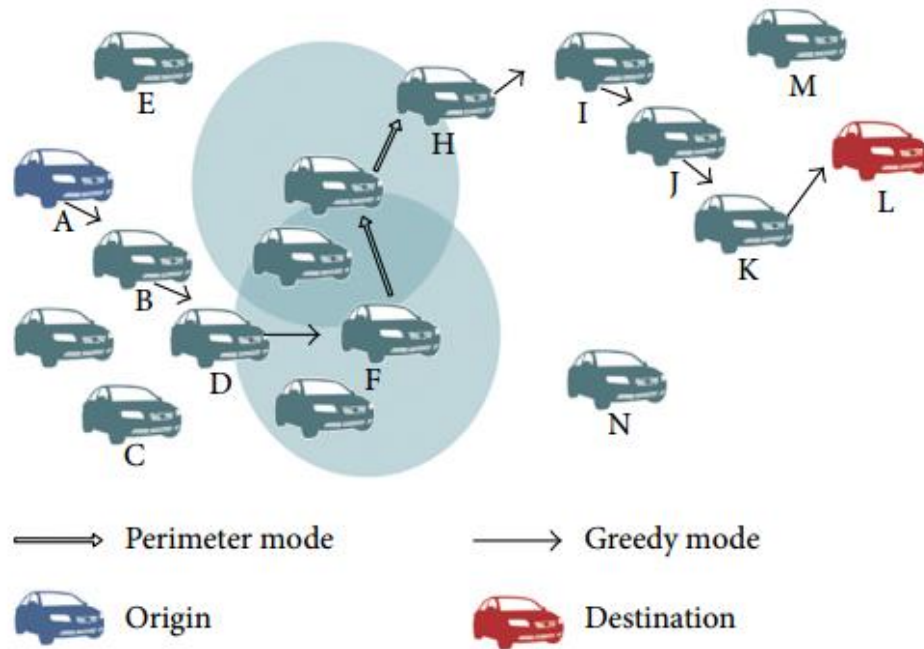 E
M
H
I
A
J
L
B
K
D
F
N
C
Perimeter mode
Greedy mode
Origin
Destination